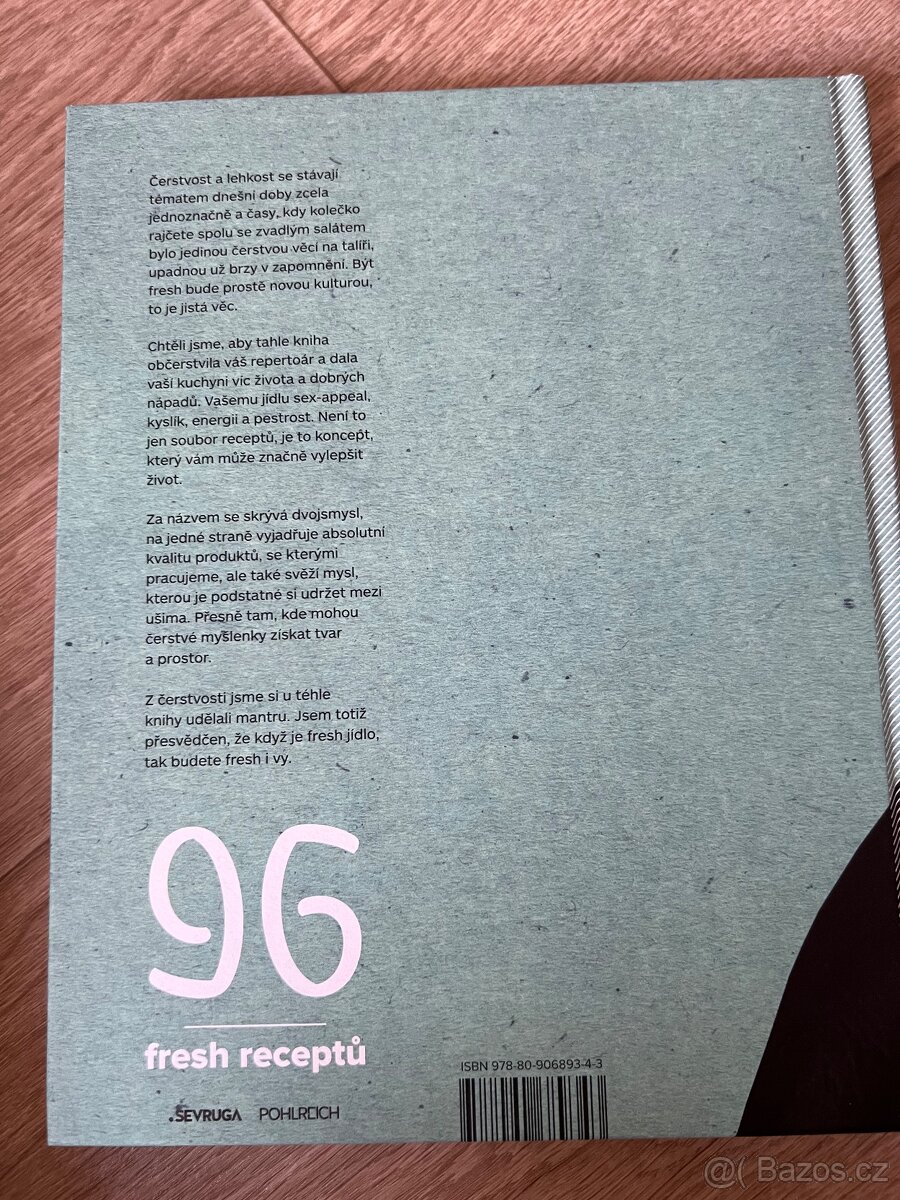 Čerstvost a lehkost se stávají
tématem dnešní doby zcela
jednoznačně a časy, kdy kolečko
rajčete spolu se zvadlým salátem
bylo jedinou čerstvou věcí na talíři,
upadnou už brzy v zapomnění. Být
fresh bude prostě novou kulturou,
to je jistá věc.
Chtěli jsme, aby tahle kniha
občerstvila váš repertoár a dala
vaší kuchyni víc života a dobrých
nápadů. Vašemu jídlu sex-appeal,
kyslík, energii a pestrost. Není to
jen soubor receptů, je to koncept,
který vám může značně vylepšit
život.
Za názvem se skrývá dvojsmysl,
na jedné straně vyjadřuje absolutní
kvalitu produktů, se kterými
pracujeme, ale také svěží mysl,
kterou je podstatné si udržet mezi
ušima. Přesně tam, kde mohou
čerstvé myšlenky získat tvar
a prostor.
Z čerstvosti jsme si u téhle
knihy udělali mantru. Jsem totiž
přesvědčen, že když je fresh jídlo,
tak budete fresh i vy.
96
fresh receptů
.ŠEVRUGA POHLREICH
ISBN 978-80-906893-4-3
@( Bazos.cz